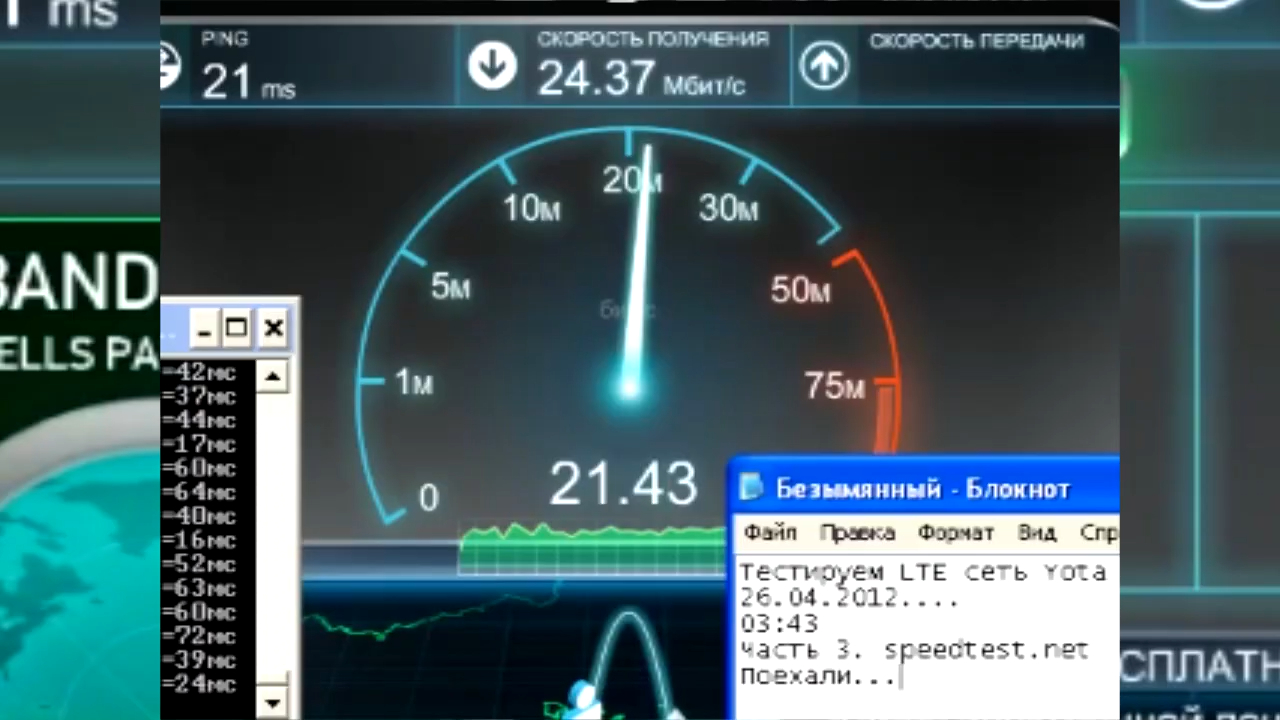 ms
PING
21 ms
СКОРОСТЬ ПОЛУЧЕНИЯ
24.37 Мбит/с
СКОРОСТЬ ПЕРЕДАЧИ
20м
10м
30м
5м
50м
1м
75м
0
21.43
BAND
ELLS PA
=42мс
=37мс
=44мс
=17мс
=60мс
=64мс
=40мс
=16мс
=52мс
=63мс
=60мс
=72мс
=39мс
=24мс
Безымянный - Блокнот
Файл Правка Формат Вид Спр
Тестируем LTE сеть Yota
26.04.2012....
03:43
Часть 3. speedtest.net
Поехали...
СПЛАТН